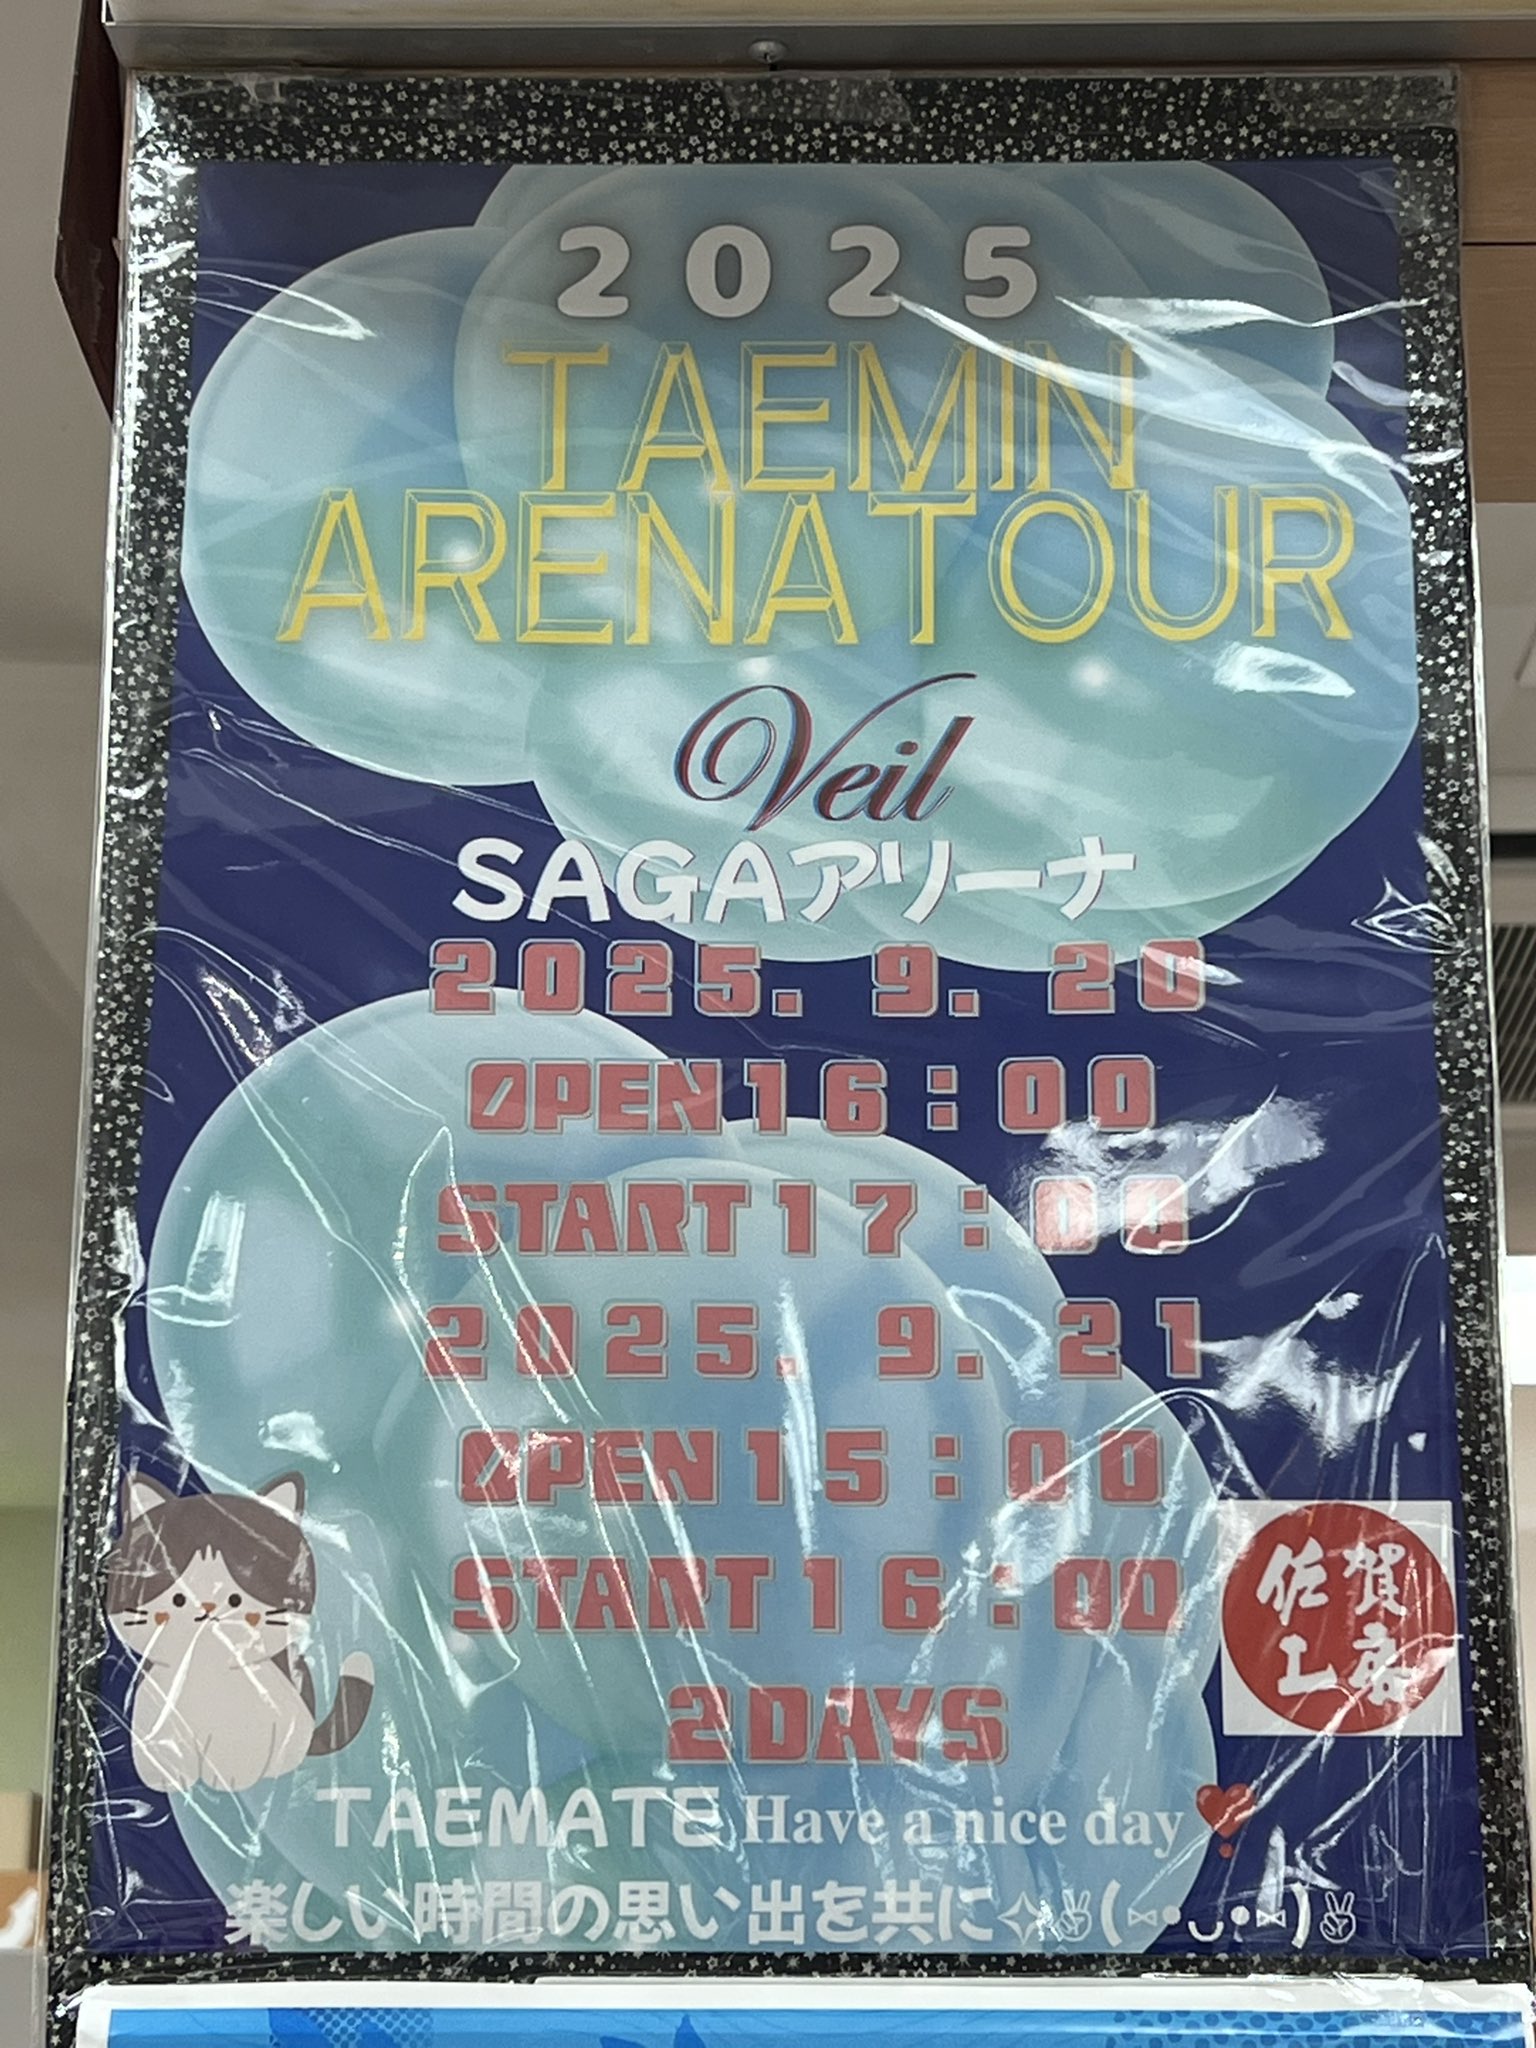 2025
TAEMIN
ARENATOUR
Veil
SAGAアリーナ
2025. 9. 20
OPEN16:00
START17:00
2025. 9. 21
OPEN15:00
START16:00
2DAYS
佐賀
工房
TAEMATE Have a nice day❣
楽しい時間の思い出を共に✧✌(⋈•◡•⋈)✌